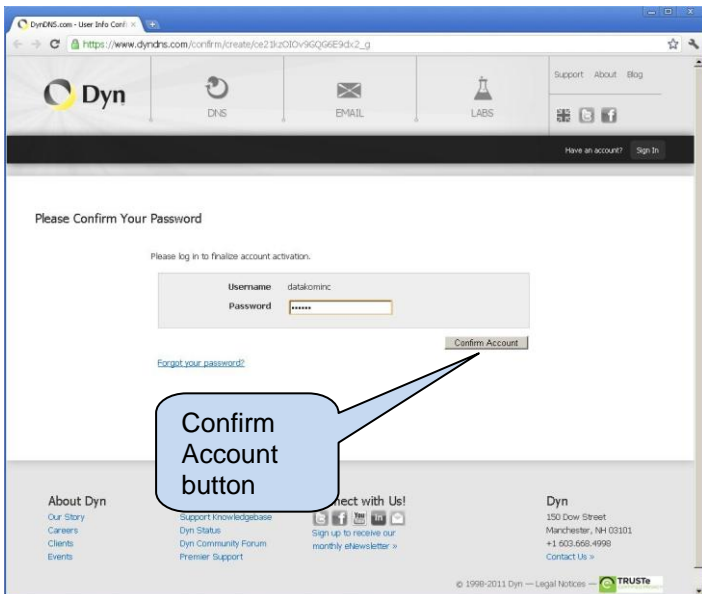 DynDNS.com - User Info Confi
https://www.dyndns.com/confirm/create/
Dyn
DNS
EMAIL
LABS
Support About Blog
Have an account? Sign In
Please Confirm Your Password
Please log in to finalize account activation.
Username datakominc
Password ••••••
Confirm Account
Forgot your password?
Confirm
Account
button
About Dyn
Our Story
Careers
Clients
Events
Support Knowledgebase
Dyn Status
Dyn Community Forum
Premier Support
nect with Us!
Sign up to receive our
monthly eNewsletter »
Dyn
150 Dow Street
Manchester, NH 03101
+1 603.668.4998
Contact Us »
© 1998-2011 Dyn — Legal Notices — TRUSTe